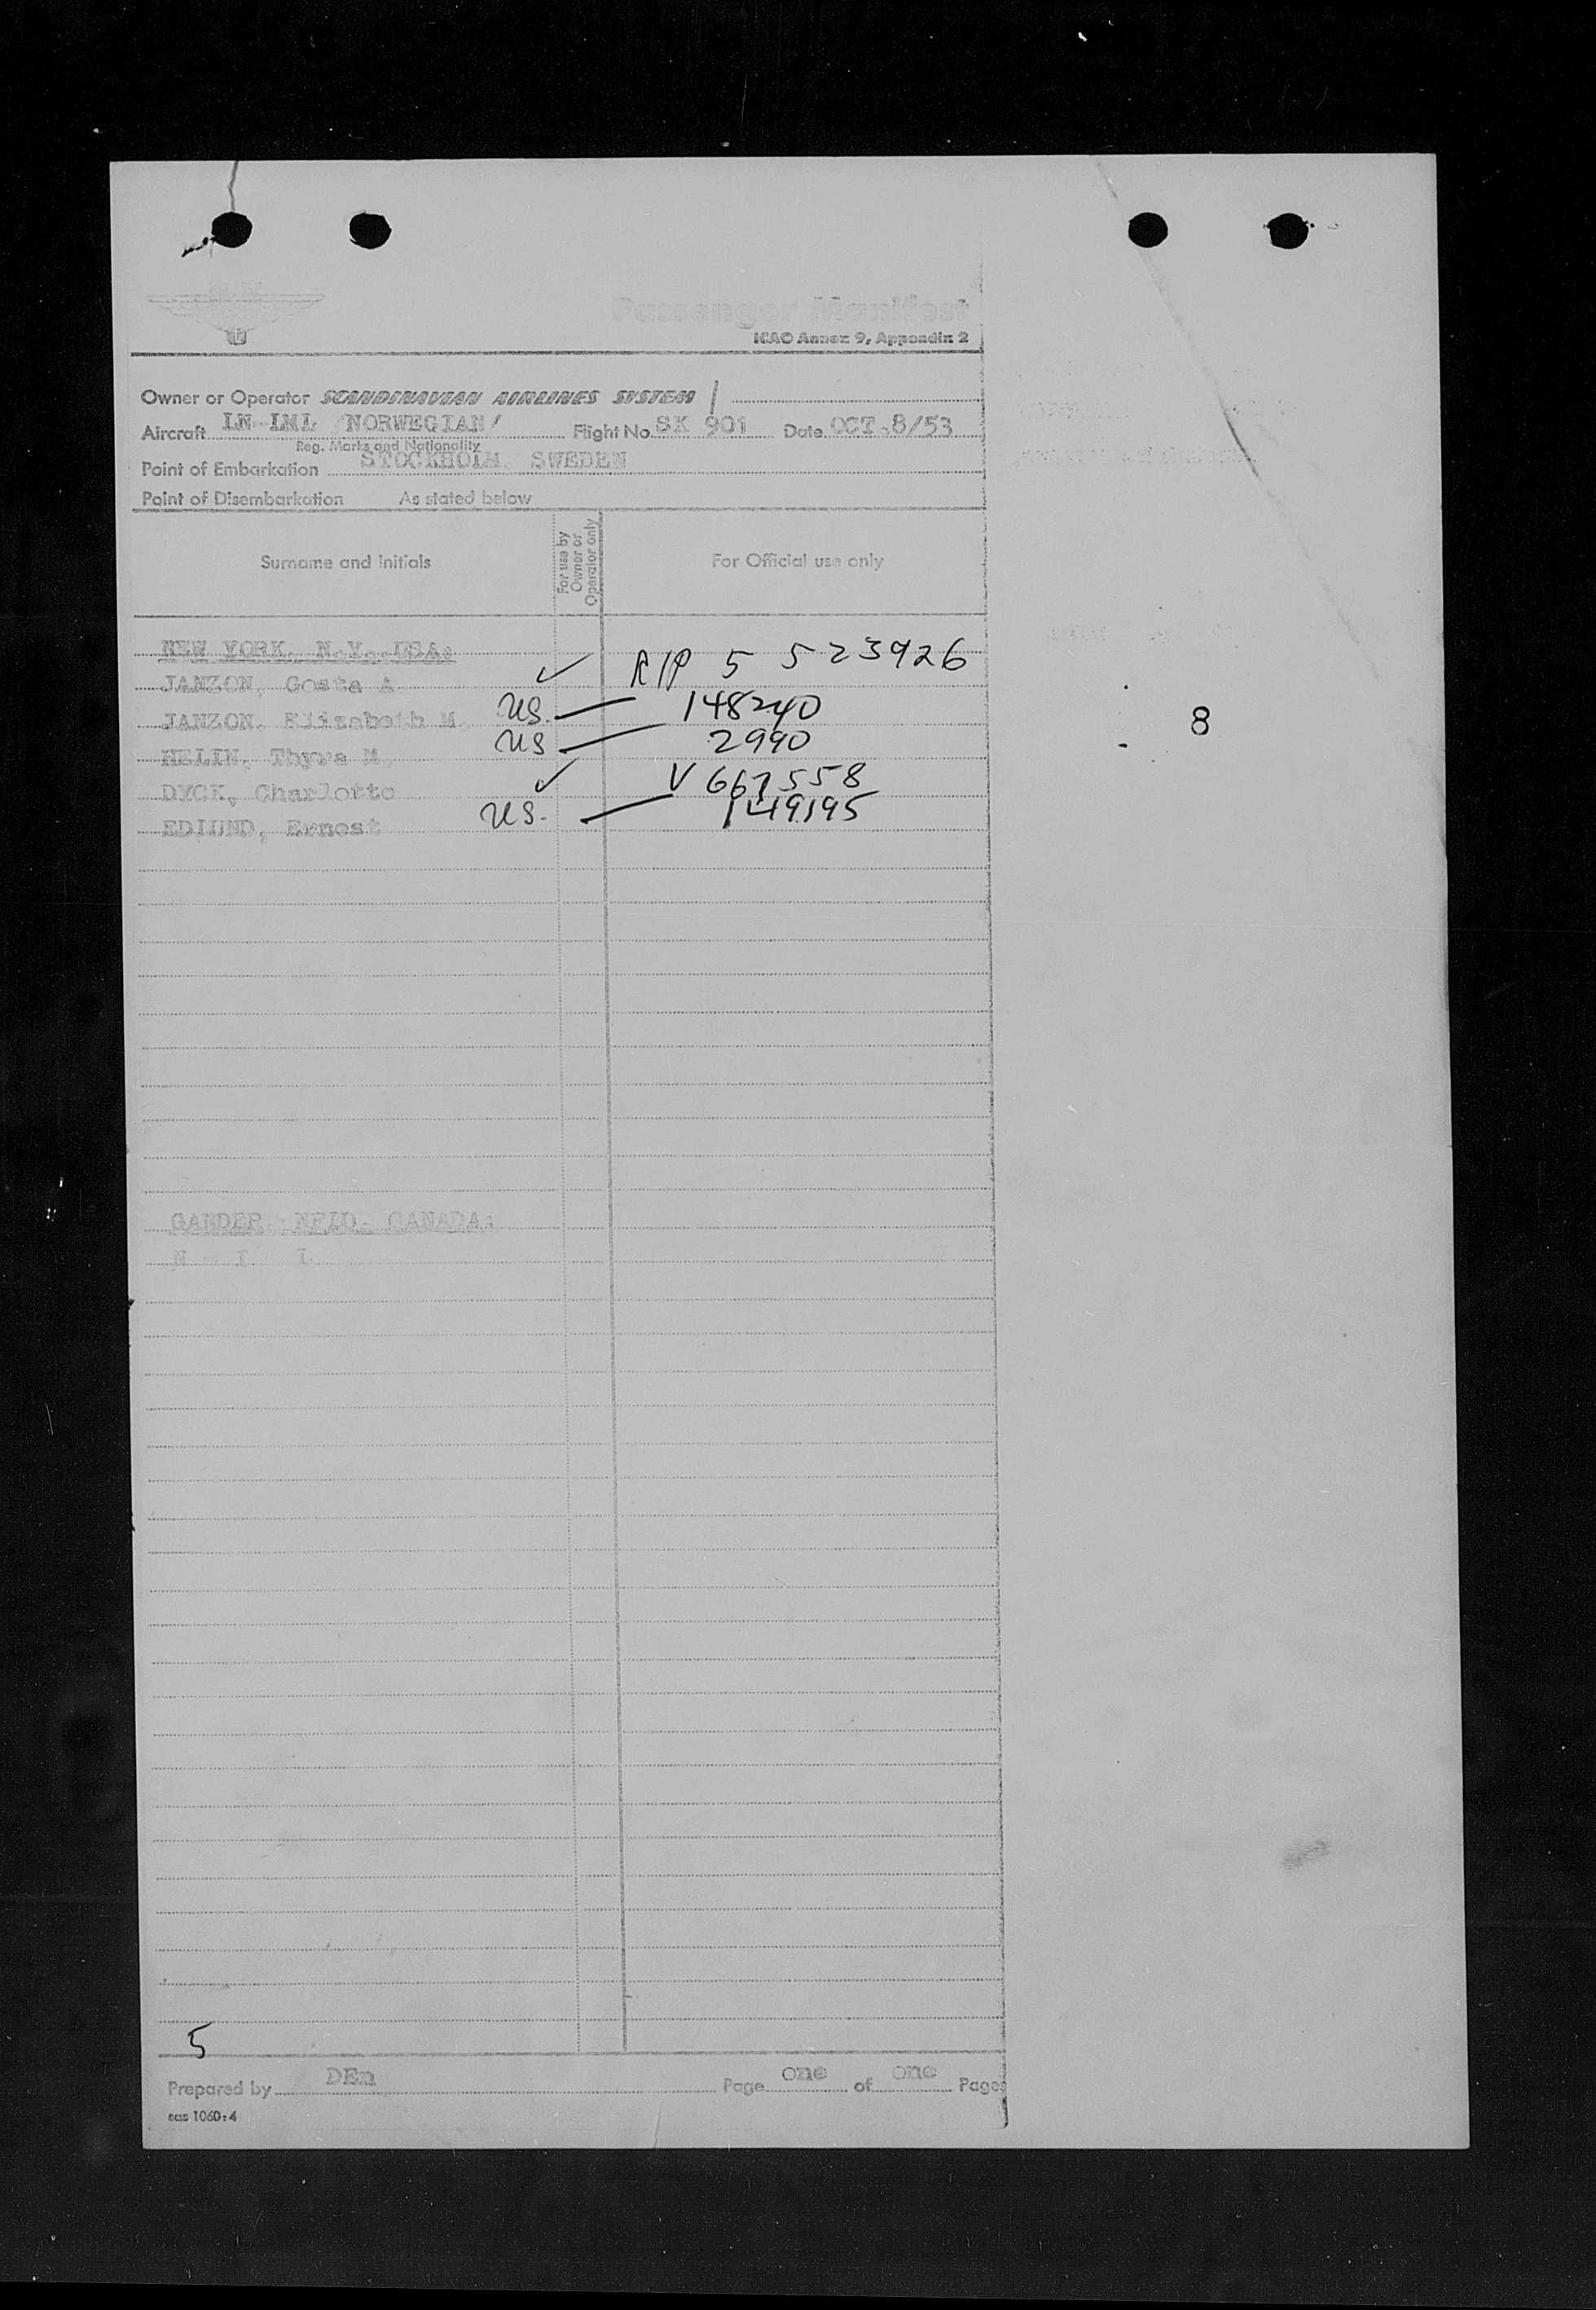 Passenger Manifest
ICAO Annex 9, Appendix 2
Owner or Operator SCANDINAVIAN AIRLINES SYSTEM
Aircraft LN-LML /NORWEGIAN/ Flight No. SK 901 Date OCT.8/53
Reg. Marks and Nationality
Point of Embarkation STOCKHOLM, SWEDEN
Point of Disembarkation As stated below
Surname and Initials For use by Owner or Operator only For Official use only
NEW YORK, N.Y., USA:
JANZON, Gosta A. ✓ R/P 5 523926
JANZON, Elizabeth M. US. — 148240
8
HELIN, Thyra M. US — 2990
DYCK, Charlotte ✓ V 667558
EDLUND, Ernest US. — 149195
GANDER, NFLD. CANADA:
N I L
5
Prepared by DEn Page one of one Pages
sas 1060:4